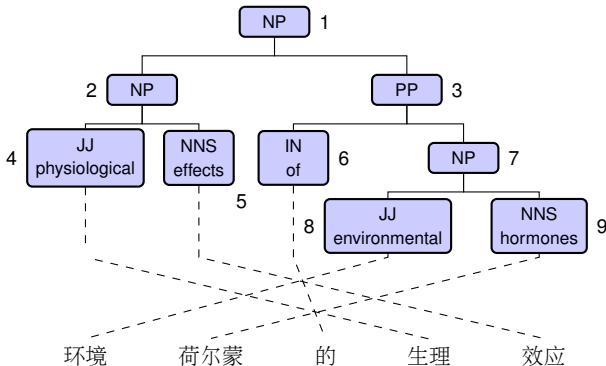 NP 1
2 NP PP 3
JJ NNS IN
4 physiological effects of 6 NP 7
5
8 JJ NNS 9
environmental hormones
环境 荷尔蒙 的 生理 效应